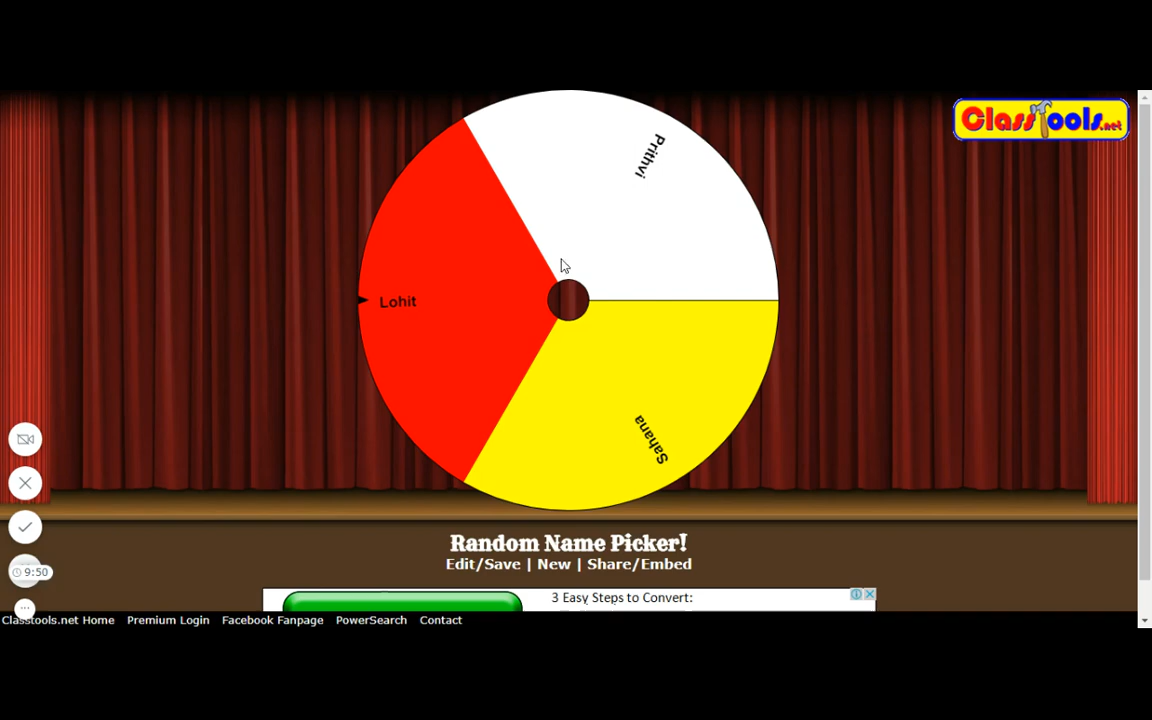 ClassTools.net
Prithvi
Lohit
Sahana
Random Name Picker!
Edit/Save | New | Share/Embed
9:50
3 Easy Steps to Convert:
Classtools.net Home Premium Login Facebook Fanpage PowerSearch Contact